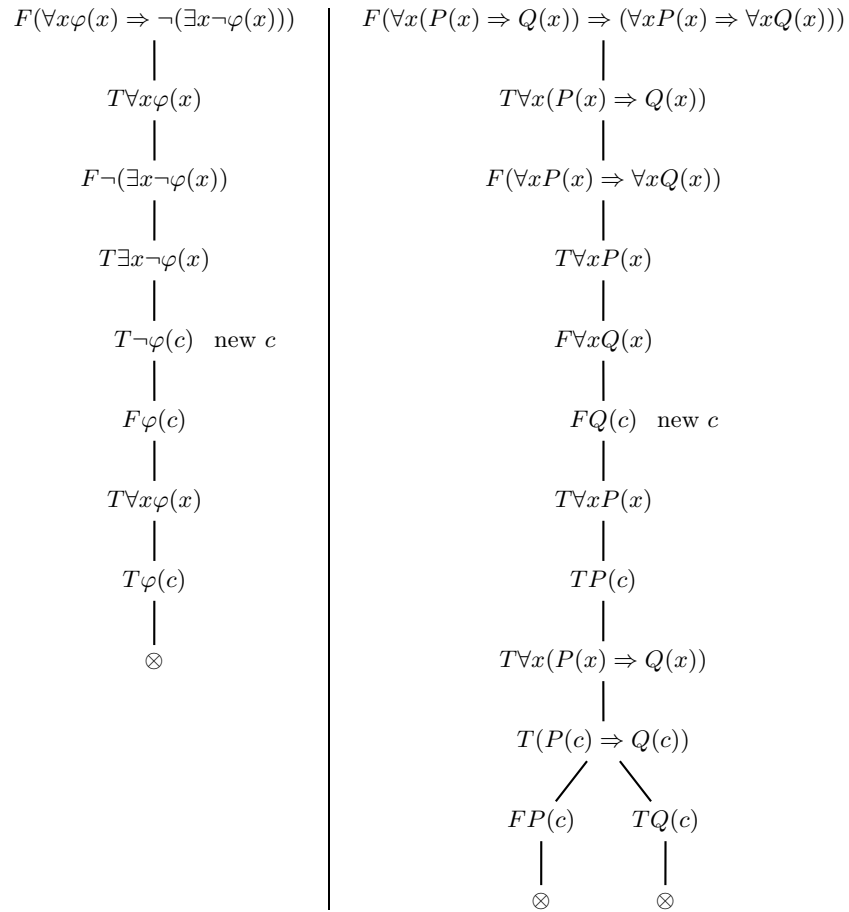 F(∀xφ(x) ⇒ ¬(∃x¬φ(x)))
T∀xφ(x)
F¬(∃x¬φ(x))
T∃x¬φ(x)
T¬φ(c) new c
Fφ(c)
T∀xφ(x)
Tφ(c)
⊗
F(∀x(P(x) ⇒ Q(x)) ⇒ (∀xP(x) ⇒ ∀xQ(x)))
T∀x(P(x) ⇒ Q(x))
F(∀xP(x) ⇒ ∀xQ(x))
T∀xP(x)
F∀xQ(x)
FQ(c) new c
T∀xP(x)
TP(c)
T∀x(P(x) ⇒ Q(x))
T(P(c) ⇒ Q(c))
FP(c) TQ(c)
⊗ ⊗